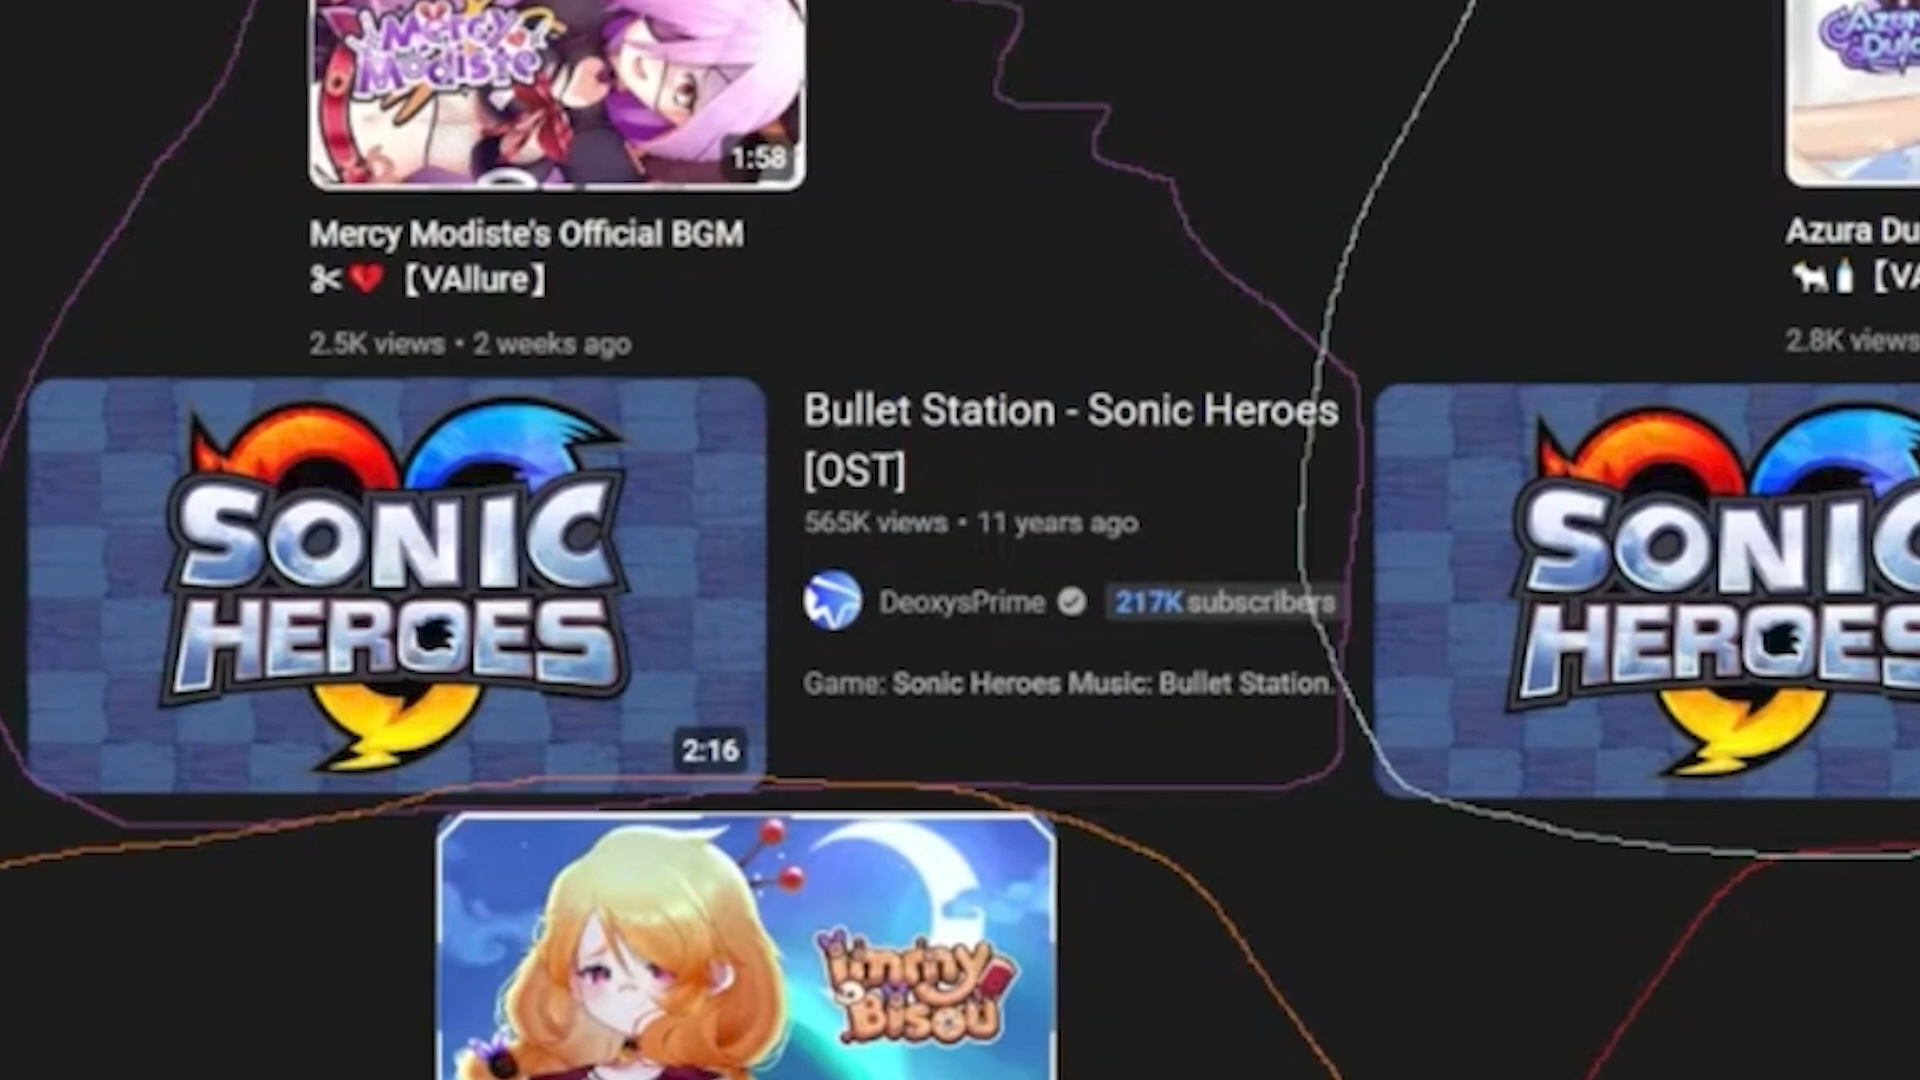 Mercy
Modiste
1:58
Mercy Modiste's Official BGM
✂💔【VAllure】
2.5K views • 2 weeks ago
Azura Du
🐐🍼【VA
2.8K views
SONIC
HEROES
2:16
Bullet Station - Sonic Heroes
[OST]
565K views • 11 years ago
DeoxysPrime
217K subscribers
Game: Sonic Heroes Music: Bullet Station.
SONIC
HEROES
Bisou